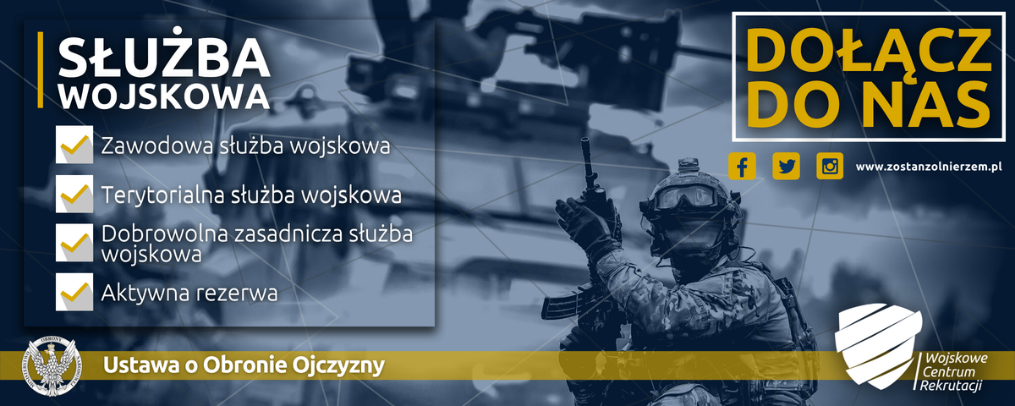 SŁUŻBA
WOJSKOWA
Zawodowa służba wojskowa
Terytorialna służba wojskowa
Dobrowolna zasadnicza służba
wojskowa
Aktywna rezerwa
DOŁĄCZ
DO NAS
www.zostanzolnierzem.pl
Ustawa o Obronie Ojczyzny
Wojskowe
Centrum
Rekrutacji